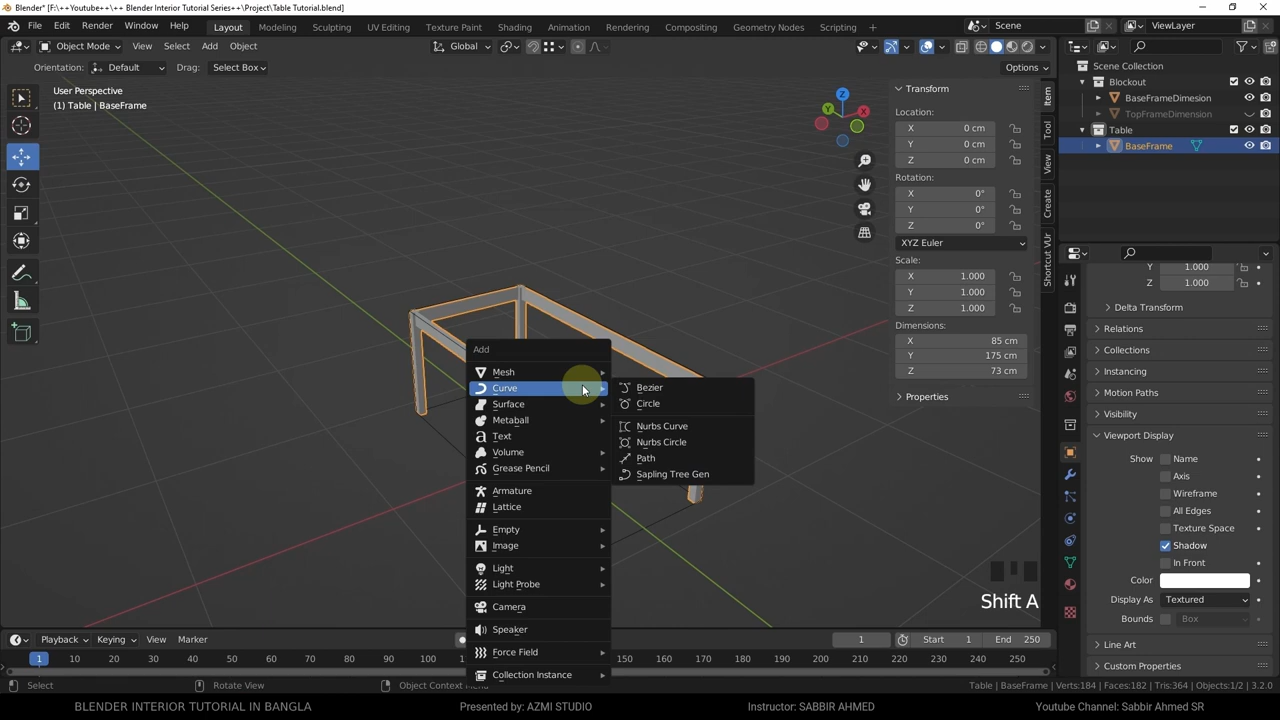 Blender* [F:\++Youtube++\++ Blender Interior Tutorial Series++\Project\Table Tutorial.blend]
File Edit Render Window Help Layout Modeling Sculpting UV Editing Texture Paint Shading Animation Rendering Compositing Geometry Nodes Scripting Scene ViewLayer
Object Mode View Select Add Object Global
Orientation: Default Drag: Select Box Options
User Perspective
(1) Table | BaseFrame
X
Y
Z
Transform
Location:
X 0 cm
Y 0 cm
Z 0 cm
Rotation:
X 0°
Y 0°
Z 0°
XYZ Euler
Scale:
X 1.000
Y 1.000
Z 1.000
Dimensions:
X 85 cm
Y 175 cm
Z 73 cm
Properties
Item
Tool
View
Create
Shortcut VUr
Scene Collection
Blockout
BaseFrameDimesion
TopFrameDimension
Table
BaseFrame
Y 1.000
Z 1.000
Delta Transform
Relations
Collections
Instancing
Motion Paths
Visibility
Viewport Display
Show Name
Axis
Wireframe
All Edges
Texture Space
Shadow
In Front
Color
Display As Textured
Bounds Box
Line Art
Custom Properties
Add
Mesh
Curve
Surface
Metaball
Text
Volume
Grease Pencil
Armature
Lattice
Empty
Image
Light
Light Probe
Camera
Speaker
Force Field
Collection Instance
Bezier
Circle
Nurbs Curve
Nurbs Circle
Path
Sapling Tree Gen
Shift A
Playback Keying View Marker 1 Start 1 End 250
1 10 20 30 40 50 60 70 80 90 100 150 160 170 180 190 200 210 220 230 240 250
Select Rotate View Object Context Table | BaseFrame | Verts:184 | Faces:182 | Tris:364 | Objects:1/2 | 3.2.0
BLENDER INTERIOR TUTORIAL IN BANGLA Presented by: AZMI STUDIO Instructor: SABBIR AHMED Youtube Channel: Sabbir Ahmed SR